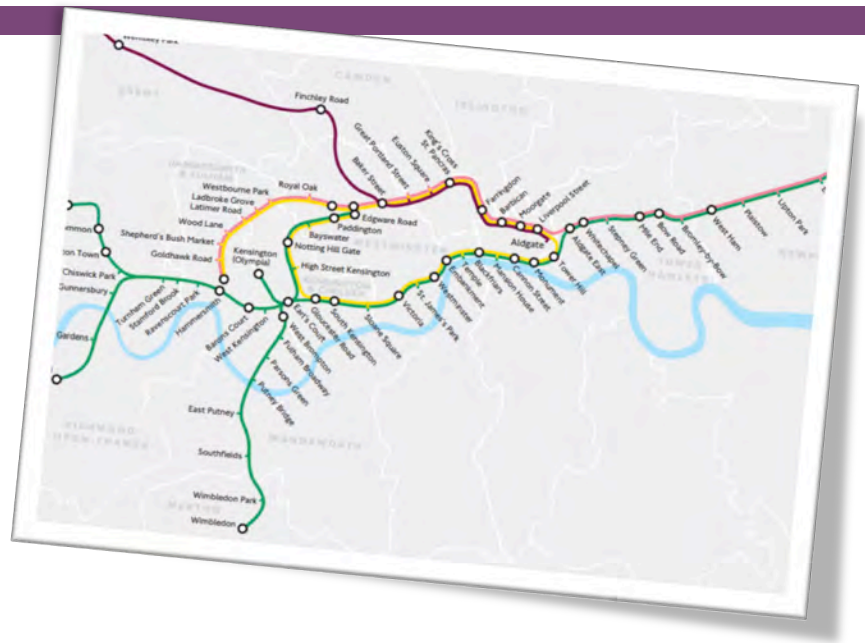 Finchley Road
CAMDEN
ISLINGTON
King's Cross
St. Pancras
Euston Square
Great Portland Street
Baker Street
Farringdon
Barbican
Moorgate
Liverpool Street
Aldgate
Royal Oak
Westbourne Park
Ladbroke Grove
Latimer Road
Wood Lane
Shepherd's Bush Market
Goldhawk Road
Edgware Road
Paddington
Bayswater
Notting Hill Gate
WESTMINSTER
High Street Kensington
Kensington
(Olympia)
Tower Hill
Aldgate East
Whitechapel
Stepney Green
Mile End
Bow Road
Bromley-by-Bow
West Ham
Plaistow
Upton Park
TOWER
HAMLETS
Monument
Cannon Street
Mansion House
Blackfriars
Temple
Embankment
Westminster
St. James's Park
Victoria
Sloane Square
South Kensington
Gloucester
Road
Earl's Court
West Brompton
Fulham Broadway
Parsons Green
Putney Bridge
Barons Court
West Kensington
Hammersmith
Ravenscourt Park
Stamford Brook
Turnham Green
Chiswick Park
Gunnersbury
Gardens
East Putney
Southfields
Wimbledon Park
Wimbledon
RICHMOND
UPON THAMES
WANDSWORTH
MERTON